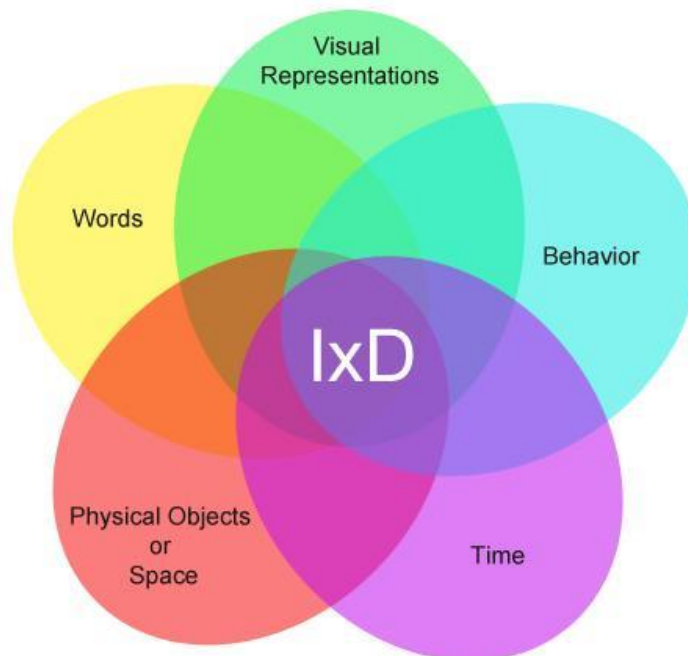 Visual
Representations
Words
Behavior
IxD
Physical Objects
or
Space
Time